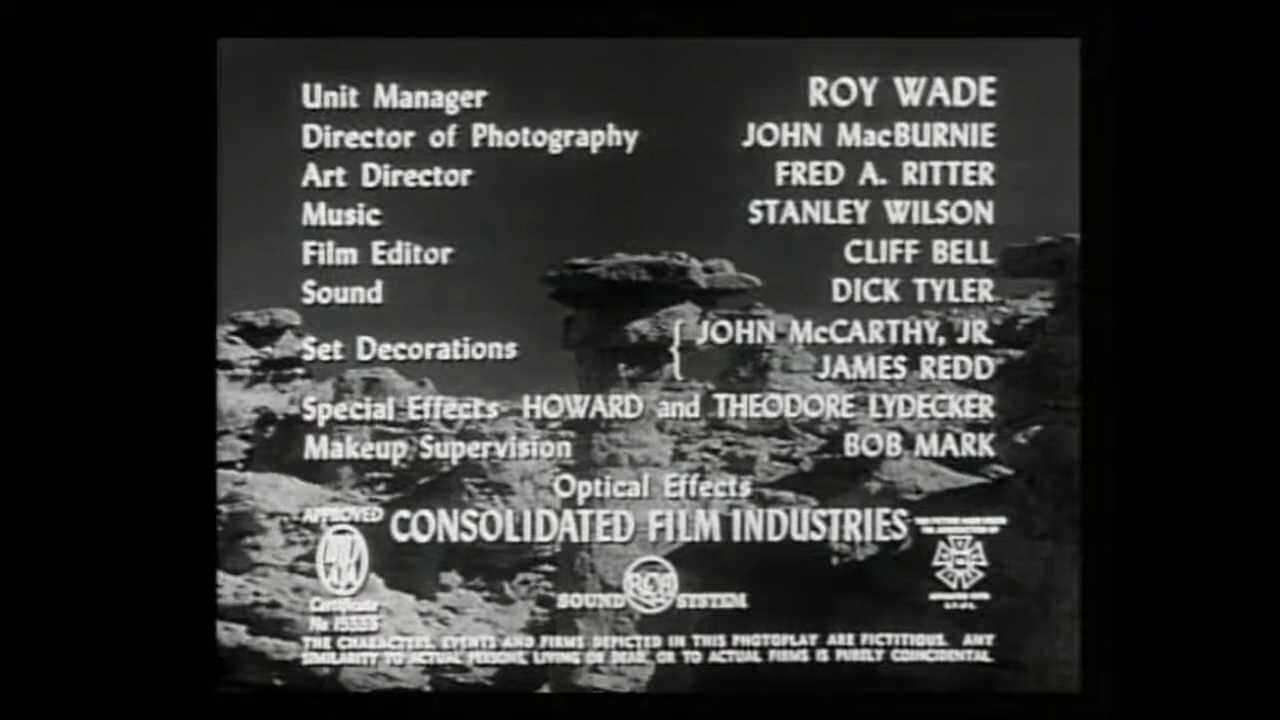 Unit Manager ROY WADE
Director of Photography JOHN MacBURNIE
Art Director FRED A. RITTER
Music STANLEY WILSON
Film Editor CLIFF BELL
Sound DICK TYLER
Set Decorations { JOHN McCARTHY, JR.
JAMES REDD
Special Effects HOWARD and THEODORE LYDECKER
Makeup Supervision BOB MARK
Optical Effects
CONSOLIDATED FILM INDUSTRIES
APPROVED
Certificate
No
RCA
SOUND SYSTEM
THE CHARACTERS, EVENTS AND FIRMS DEPICTED IN THIS PHOTOPLAY ARE FICTITIOUS. ANY
SIMILARITY TO ACTUAL PERSONS, LIVING OR DEAD, OR TO ACTUAL FIRMS IS PURELY COINCIDENTAL.